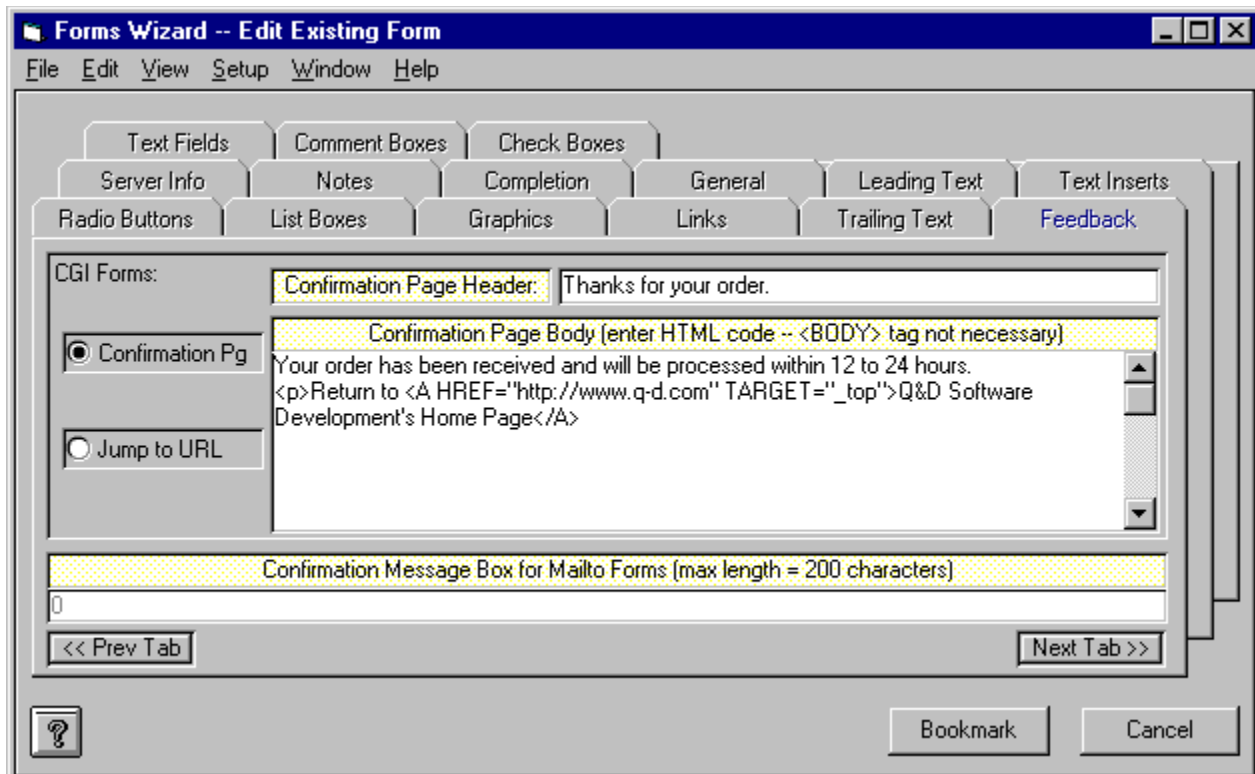 Forms Wizard -- Edit Existing Form
File Edit View Setup Window Help
Text Fields Comment Boxes Check Boxes
Server Info Notes Completion General Leading Text Text Inserts
Radio Buttons List Boxes Graphics Links Trailing Text Feedback
CGI Forms:
Confirmation Page Header: Thanks for your order.
Confirmation Page Body (enter HTML code -- <BODY> tag not necessary)
Confirmation Pg
Your order has been received and will be processed within 12 to 24 hours.
<p>Return to <A HREF="http://www.q-d.com" TARGET="_top">Q&D Software
Development's Home Page</A>
Jump to URL
Confirmation Message Box for Mailto Forms (max length = 200 characters)
0
<< Prev Tab Next Tab >>
? Bookmark Cancel